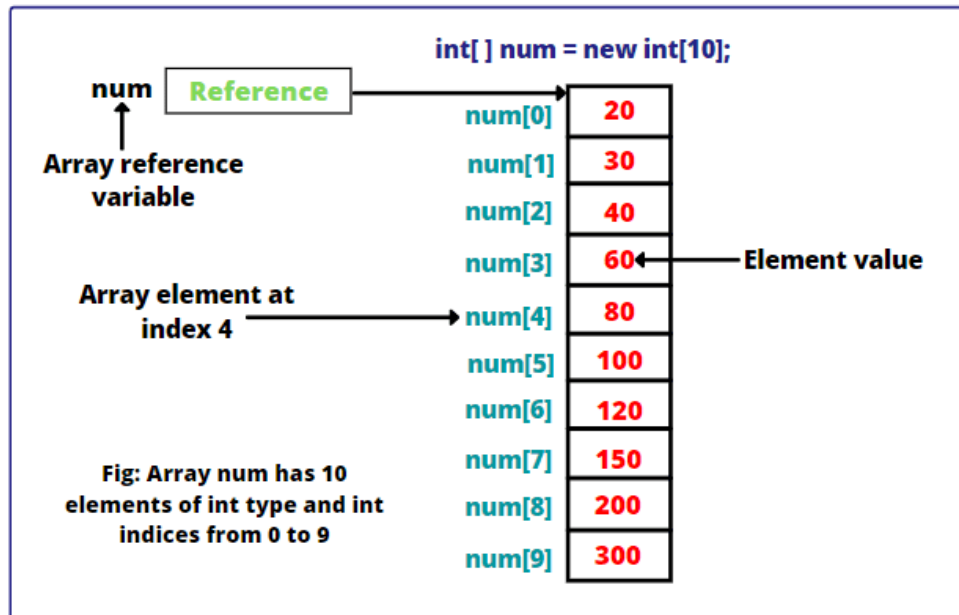 int[ ] num = new int[10];
num
Reference
Array reference
variable
num[0] 20
num[1] 30
num[2] 40
num[3] 60
Element value
Array element at
index 4
num[4] 80
num[5] 100
num[6] 120
num[7] 150
num[8] 200
num[9] 300
Fig: Array num has 10
elements of int type and int
indices from 0 to 9